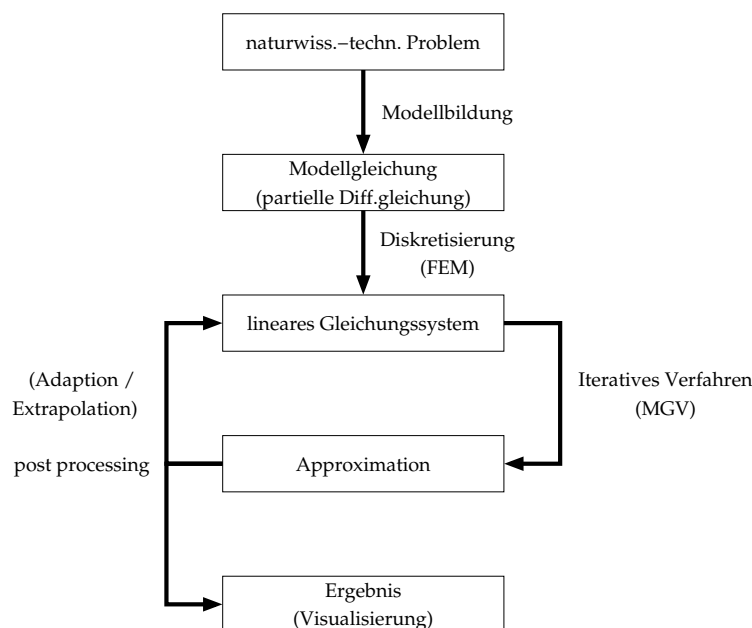 naturwiss.–techn. Problem
Modellbildung
Modellgleichung
(partielle Diff.gleichung)
Diskretisierung
(FEM)
lineares Gleichungssystem
(Adaption /
Extrapolation)
Iteratives Verfahren
(MGV)
post processing
Approximation
Ergebnis
(Visualisierung)